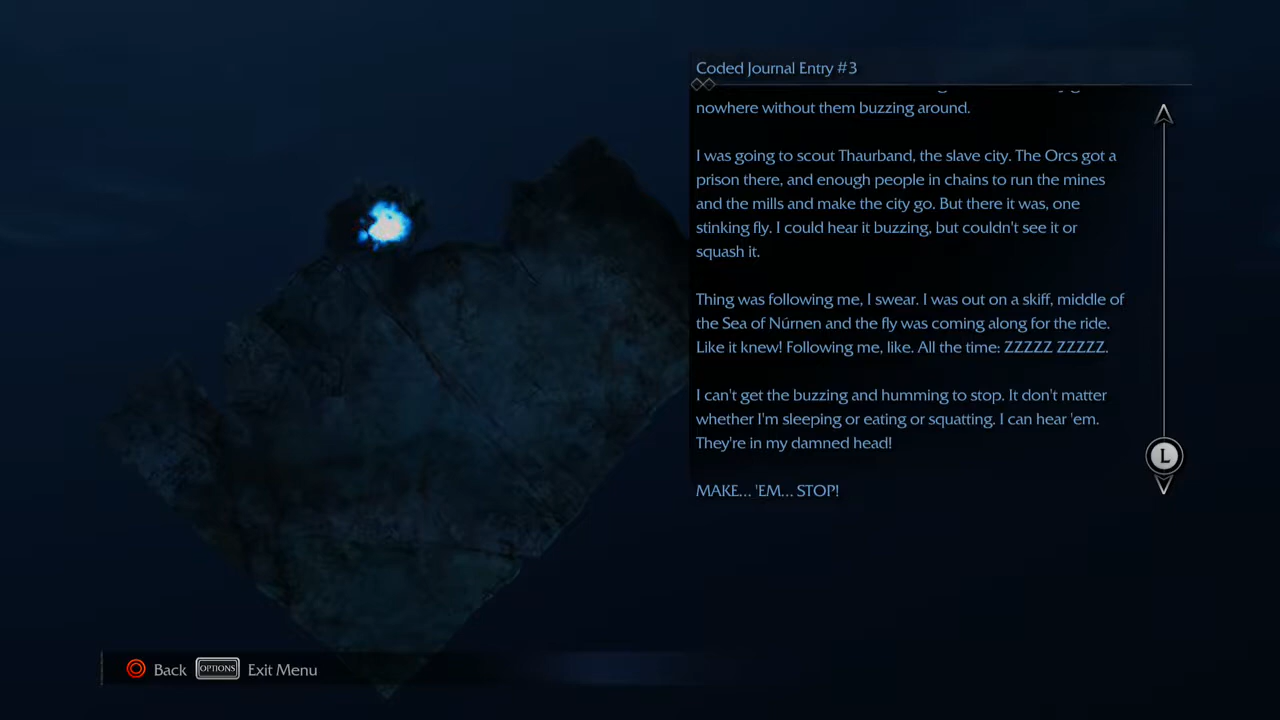 Coded Journal Entry #3
nowhere without them buzzing around.
I was going to scout Thaurband, the slave city. The Orcs got a
prison there, and enough people in chains to run the mines
and the mills and make the city go. But there it was, one
stinking fly. I could hear it buzzing, but couldn't see it or
squash it.
Thing was following me, I swear. I was out on a skiff, middle of
the Sea of Núrnen and the fly was coming along for the ride.
Like it knew! Following me, like. All the time: ZZZZZ ZZZZZ.
I can't get the buzzing and humming to stop. It don't matter
whether I'm sleeping or eating or squatting. I can hear 'em.
They're in my damned head!
L
MAKE... 'EM... STOP!
Back OPTIONS Exit Menu